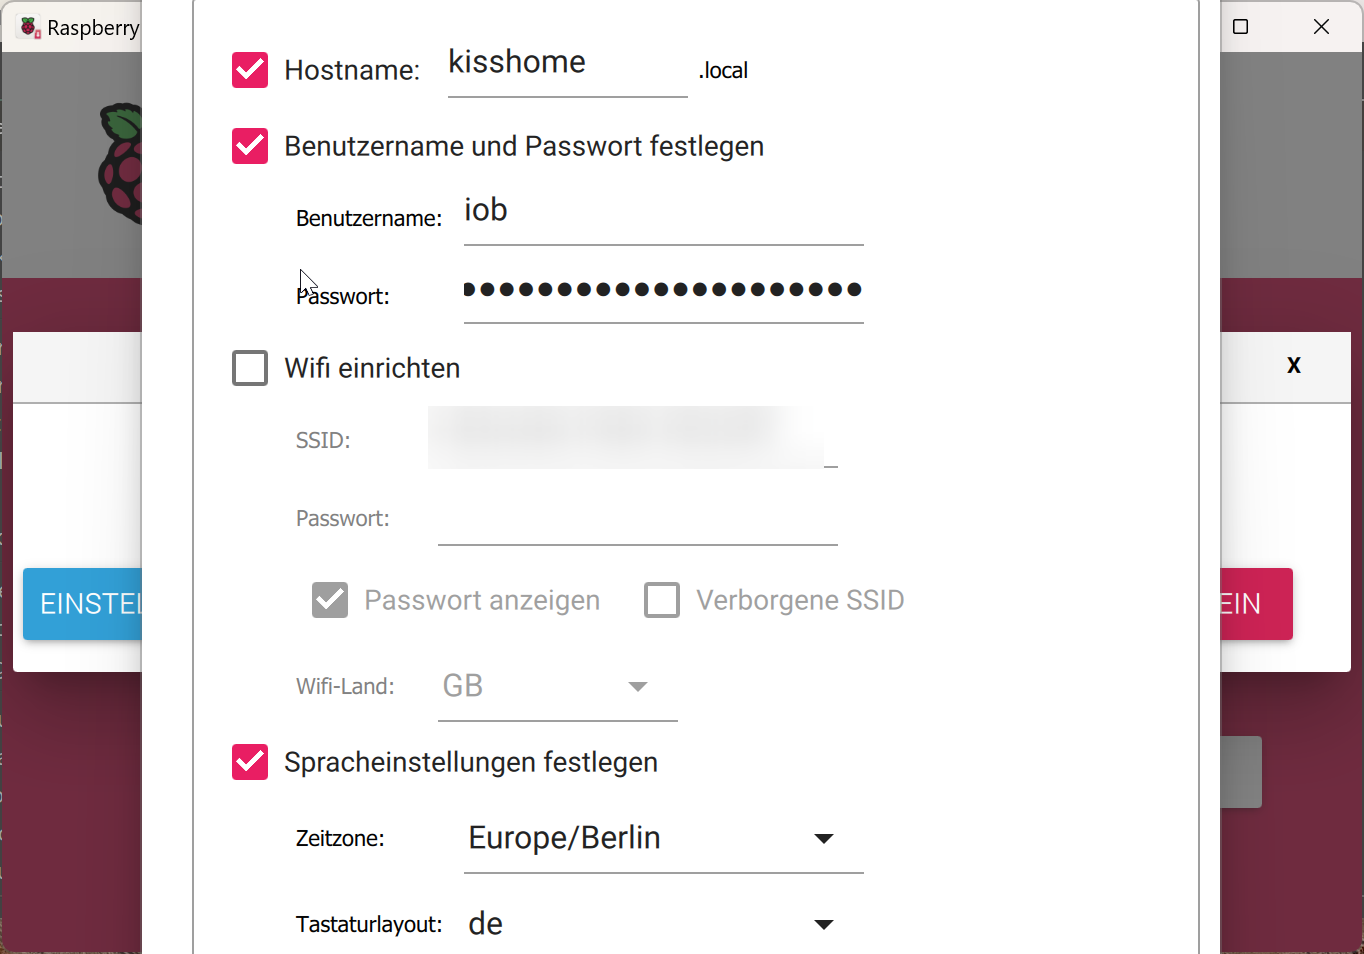 Raspberry
Hostname: kisshome .local
Benutzername und Passwort festlegen
Benutzername: iob
Passwort: ●●●●●●●●●●●●●●●●●●●●●
Wifi einrichten
X
SSID:
Passwort:
EINSTEL
Passwort anzeigen Verborgene SSID
EIN
Wifi-Land: GB
Spracheinstellungen festlegen
Zeitzone: Europe/Berlin
Tastaturlayout: de